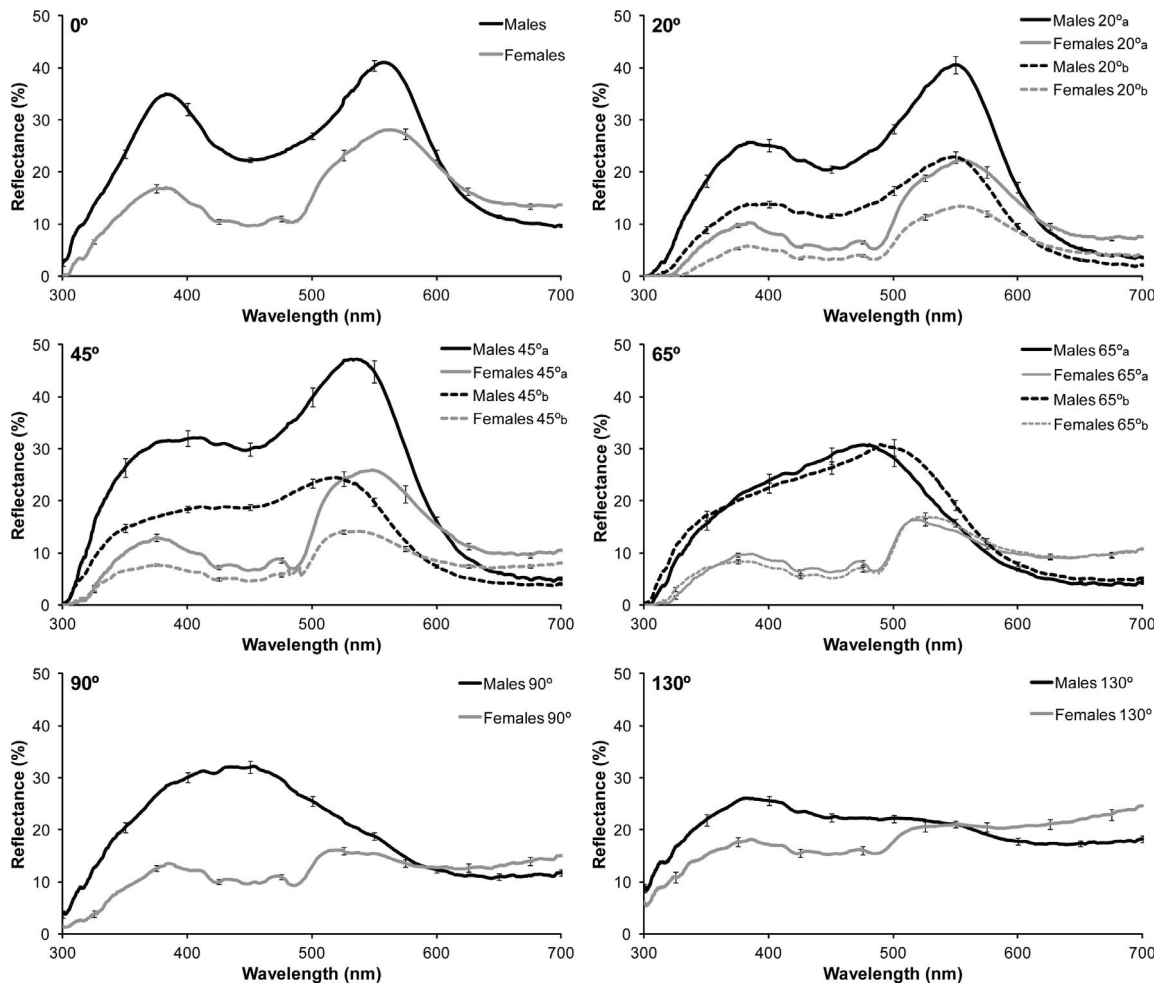 0º
Males
Females
Reflectance (%)
50
40
30
20
10
0
300
400
500
600
700
Wavelength (nm)
20º
Males 20ºa
Females 20ºa
Males 20ºb
Females 20ºb
Reflectance (%)
50
40
30
20
10
0
300
400
500
600
700
Wavelength (nm)
45º
Males 45ºa
Females 45ºa
Males 45ºb
Females 45ºb
Reflectance (%)
50
40
30
20
10
0
300
400
500
600
700
Wavelength (nm)
65º
Males 65ºa
Females 65ºa
Males 65ºb
Females 65ºb
Reflectance (%)
50
40
30
20
10
0
300
400
500
600
700
Wavelength (nm)
90º
Males 90º
Females 90º
Reflectance (%)
50
40
30
20
10
0
300
400
500
600
700
Wavelength (nm)
130º
Males 130º
Females 130º
Reflectance (%)
50
40
30
20
10
0
300
400
500
600
700
Wavelength (nm)